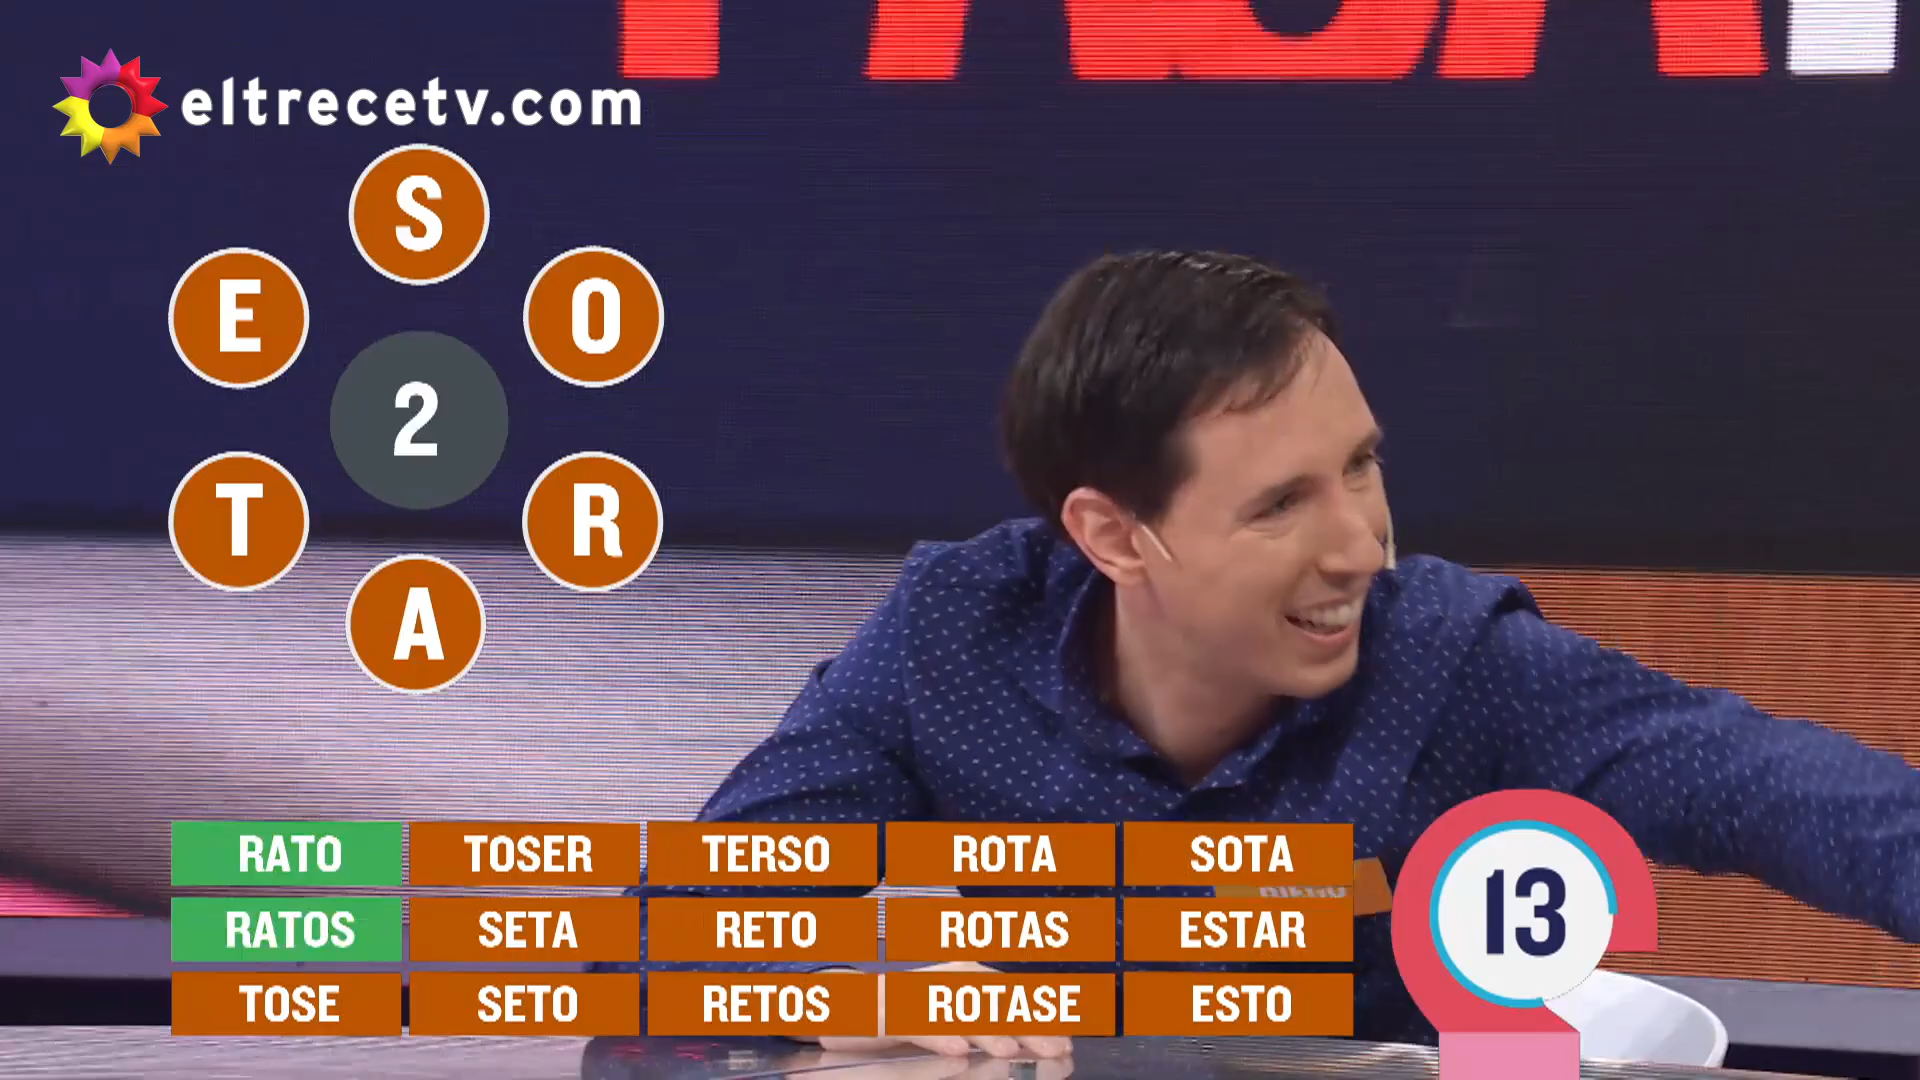 eltrecetv.com
S
E
O
2
T
R
A
RATO TOSER TERSO ROTA SOTA
RATOS SETA RETO ROTAS ESTAR
TOSE SETO RETOS ROTASE ESTO
13